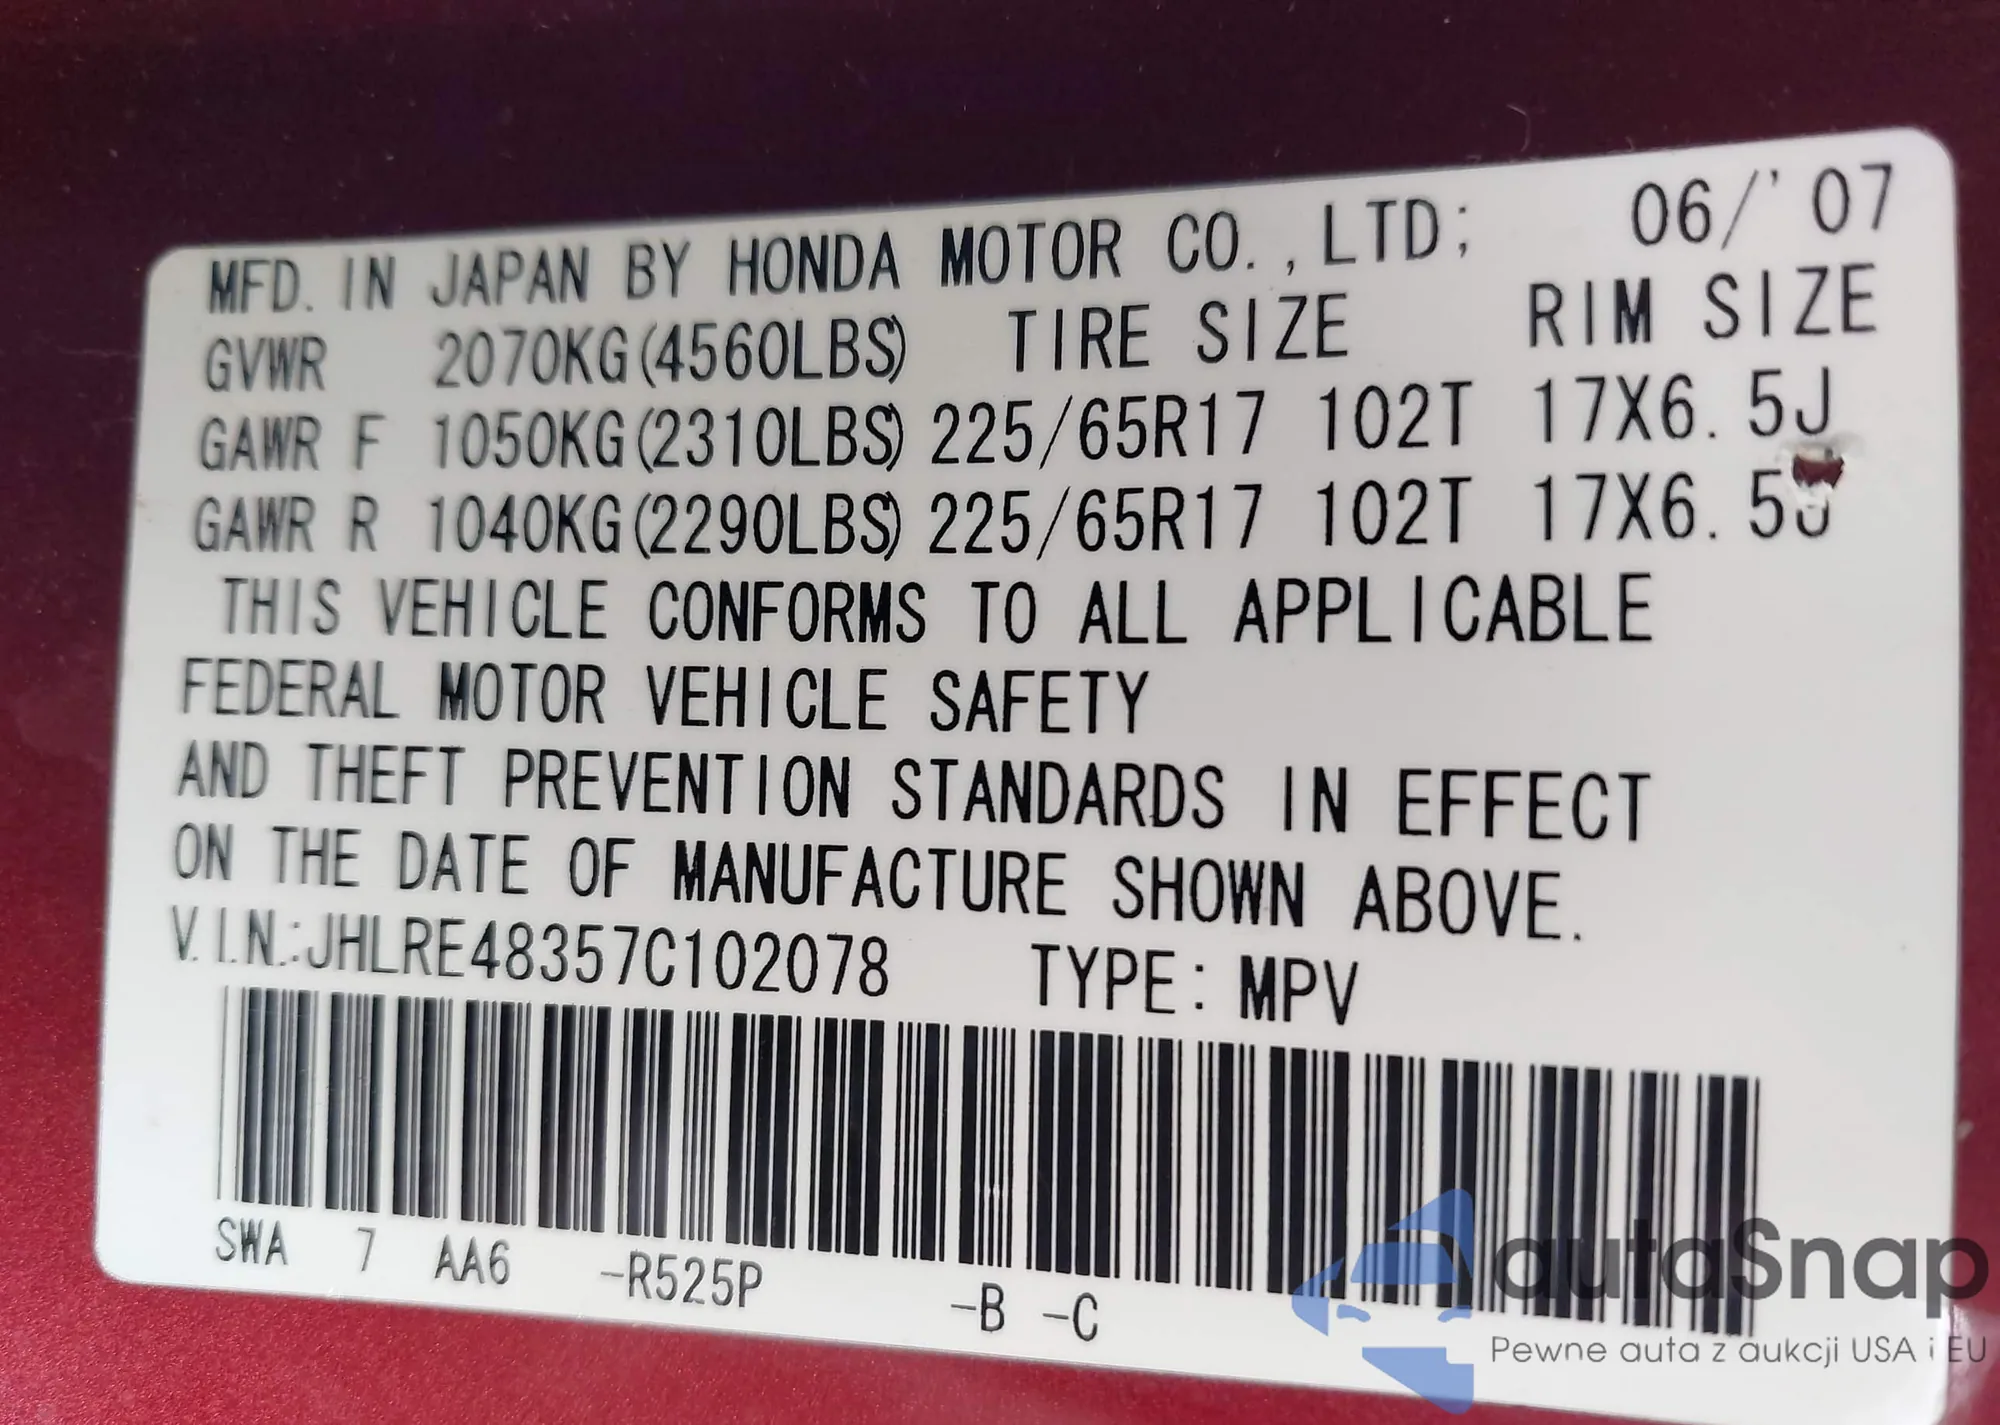 MFD. IN JAPAN BY HONDA MOTOR CO.,LTD; 06/'07
GVWR 2070KG(4560LBS) TIRE SIZE RIM SIZE
GAWR F 1050KG(2310LBS) 225/65R17 102T 17X6.5J
GAWR R 1040KG(2290LBS) 225/65R17 102T 17X6.5J
THIS VEHICLE CONFORMS TO ALL APPLICABLE
FEDERAL MOTOR VEHICLE SAFETY
AND THEFT PREVENTION STANDARDS IN EFFECT
ON THE DATE OF MANUFACTURE SHOWN ABOVE.
V.I.N.:JHLRE48357C102078 TYPE:MPV
SWA 7 AA6 -R525P -B -C
autaSnap
Pewne auta z aukcji USA i EU